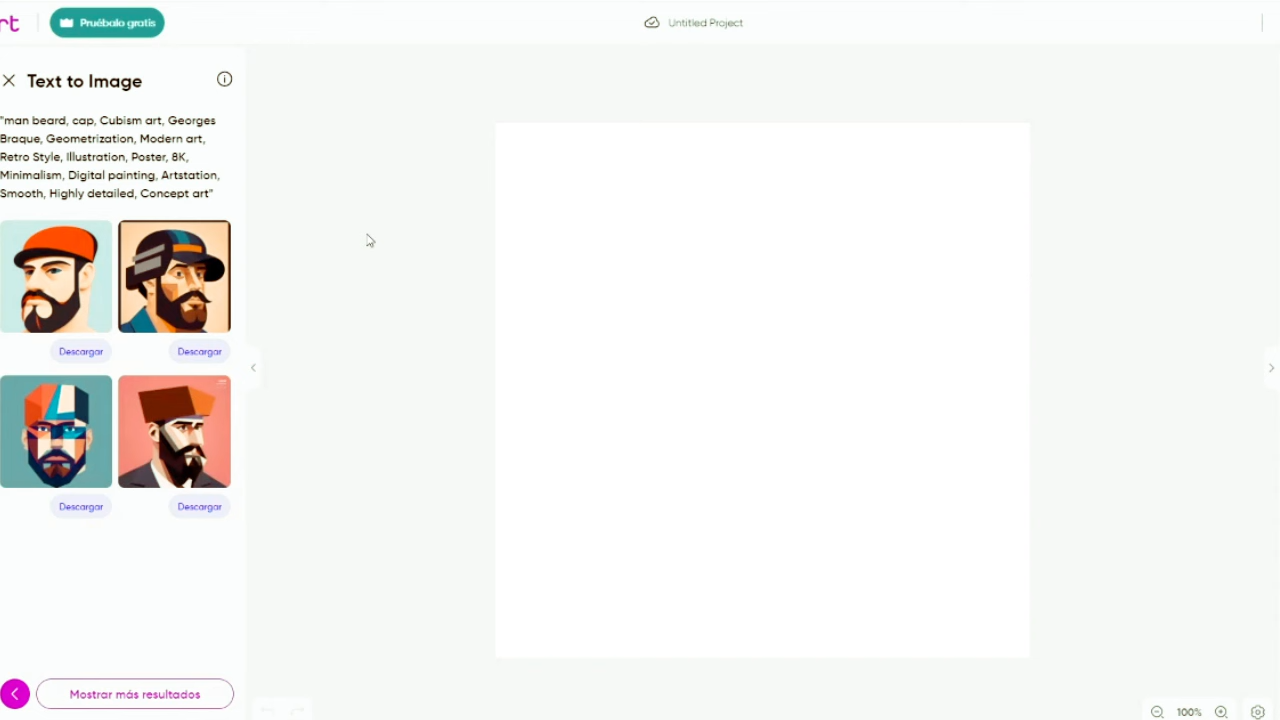 rt
Pruébalo gratis
Untitled Project
Text to Image
"man beard, cap, Cubism art, Georges
Braque, Geometrization, Modern art,
Retro Style, Illustration, Poster, 8K,
Minimalism, Digital painting, Artstation,
Smooth, Highly detailed, Concept art"
Descargar
Descargar
Descargar
Descargar
Mostrar más resultados
100%